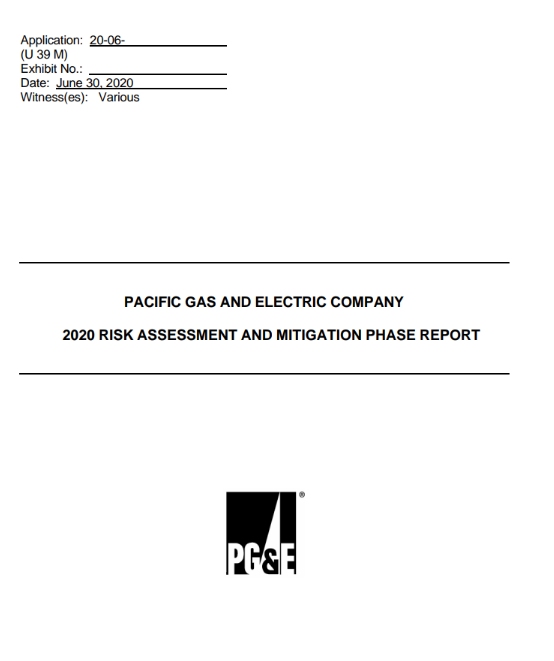 Application: 20-06-
(U 39 M)
Exhibit No.:
Date: June 30, 2020
Witness(es): Various
PACIFIC GAS AND ELECTRIC COMPANY
2020 RISK ASSESSMENT AND MITIGATION PHASE REPORT
®
PG&E